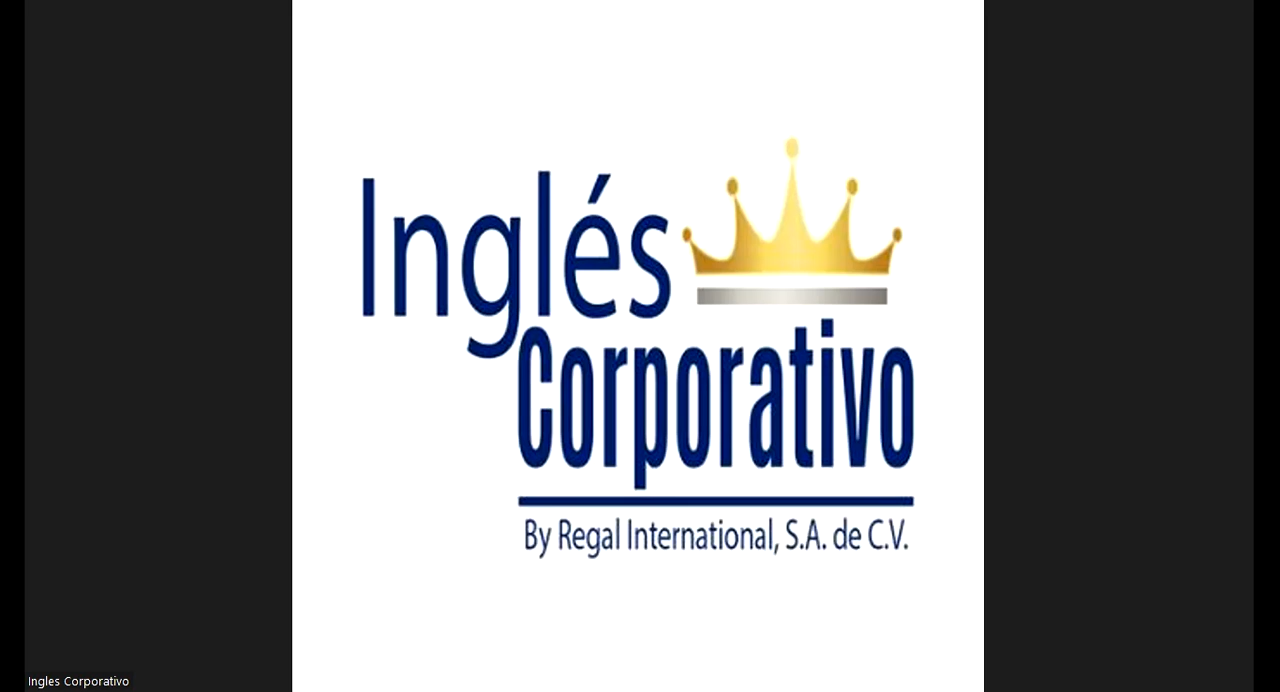 Inglés
Corporativo
By Regal International, S.A. de C.V.
Ingles Corporativo